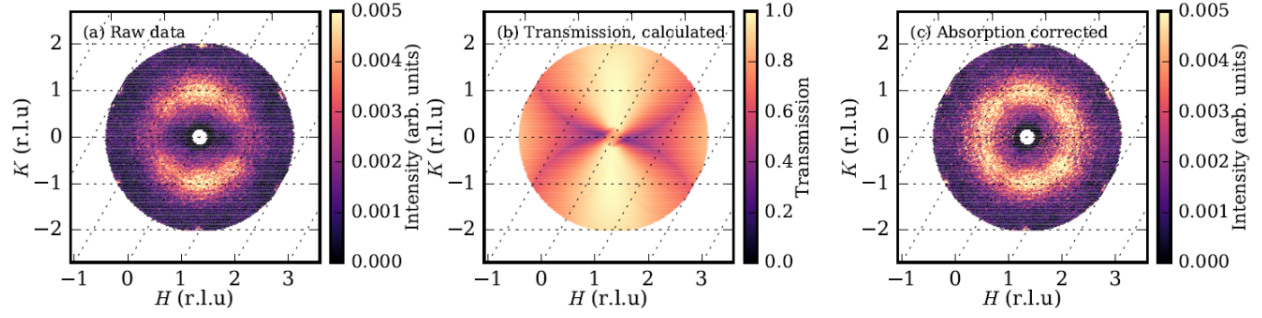 (a) Raw data
2
1
0
−1
−2
K (r.l.u)
−1 0 1 2 3
H (r.l.u)
0.005
0.004
0.003
0.002
0.001
0.000
Intensity (arb. units)
(b) Transmission, calculated
2
1
0
−1
−2
K (r.l.u)
−1 0 1 2 3
H (r.l.u)
1.0
0.8
0.6
0.4
0.2
0.0
Transmission
(c) Absorption corrected
2
1
0
−1
−2
K (r.l.u)
−1 0 1 2 3
H (r.l.u)
0.005
0.004
0.003
0.002
0.001
0.000
Intensity (arb. units)